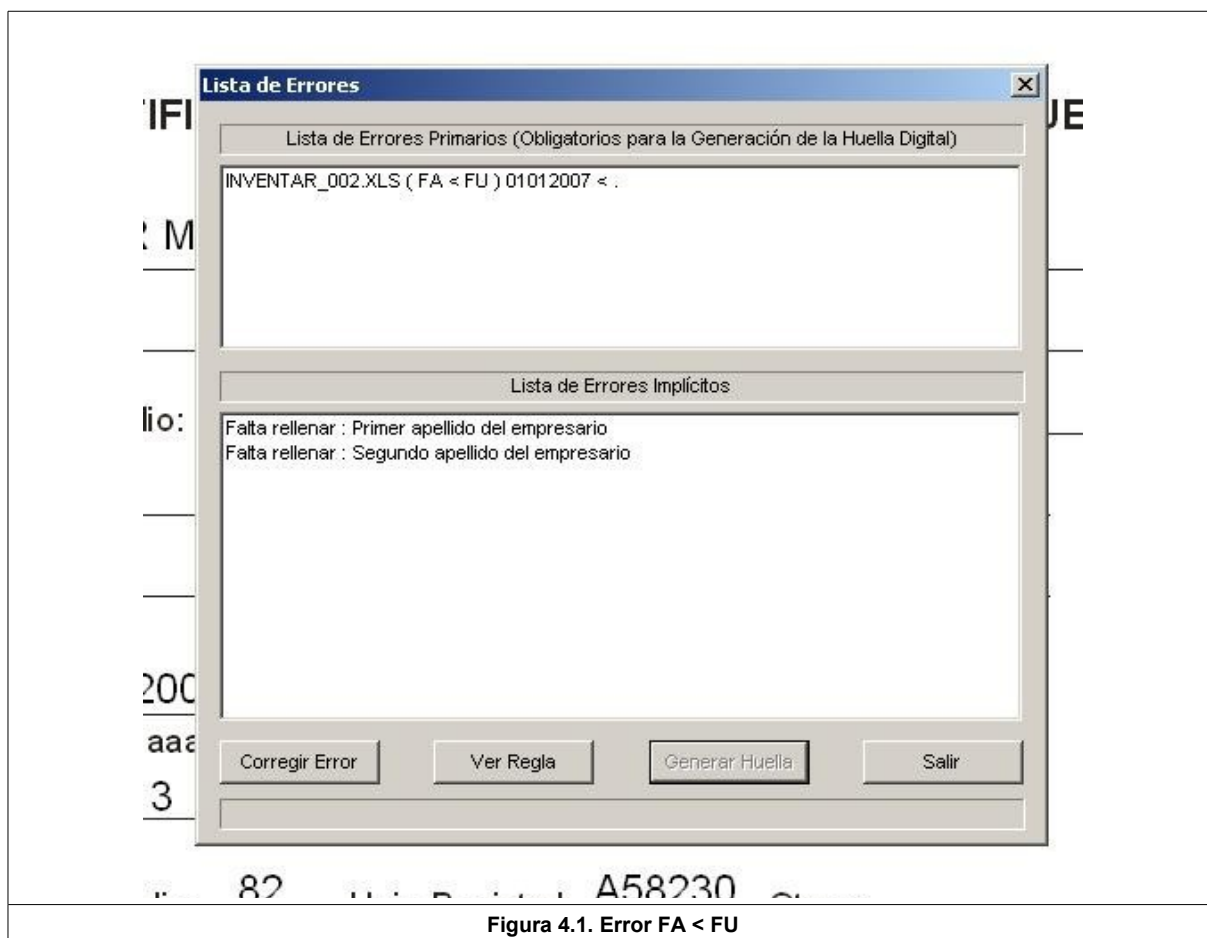 Lista de Errores
Lista de Errores Primarios (Obligatorios para la Generación de la Huella Digital)
INVENTAR_002.XLS ( FA < FU ) 01012007 < .
Lista de Errores Implícitos
Falta rellenar : Primer apellido del empresario
Falta rellenar : Segundo apellido del empresario
Corregir Error
Ver Regla
Generar Huella
Salir
3
82
A58230
Figura 4.1. Error FA < FU